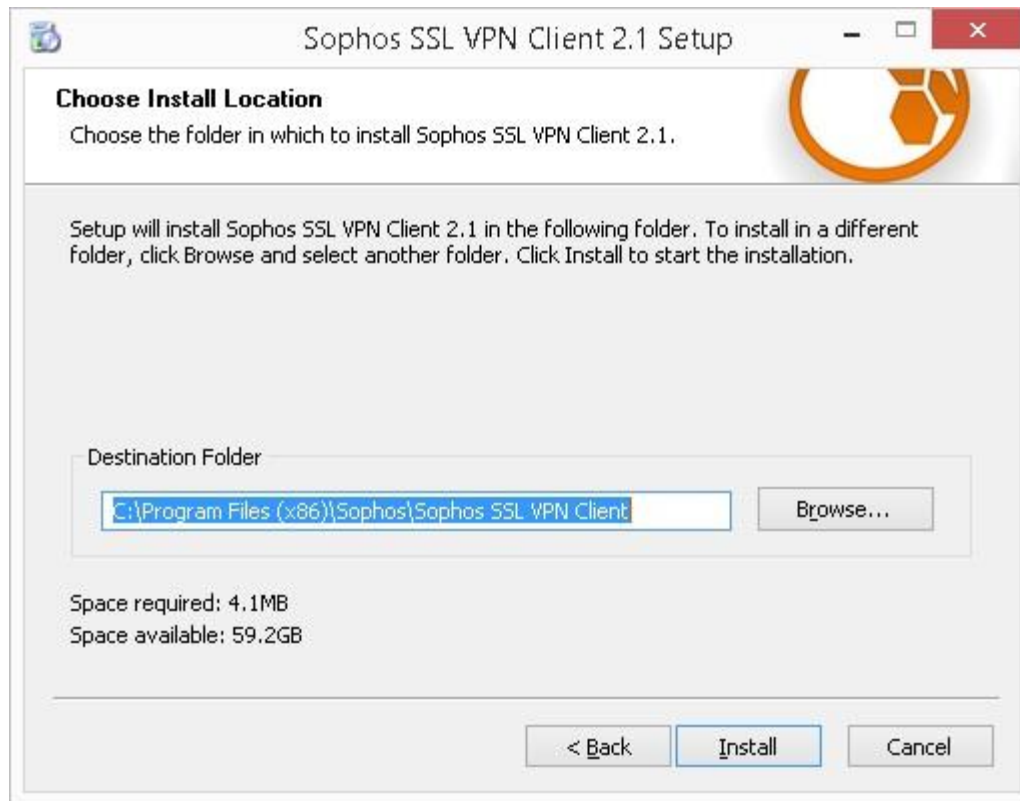 Sophos SSL VPN Client 2.1 Setup
Choose Install Location
Choose the folder in which to install Sophos SSL VPN Client 2.1.
Setup will install Sophos SSL VPN Client 2.1 in the following folder. To install in a different
folder, click Browse and select another folder. Click Install to start the installation.
Destination Folder
C:\Program Files (x86)\Sophos\Sophos SSL VPN Client
Browse...
Space required: 4.1MB
Space available: 59.2GB
< Back
Install
Cancel